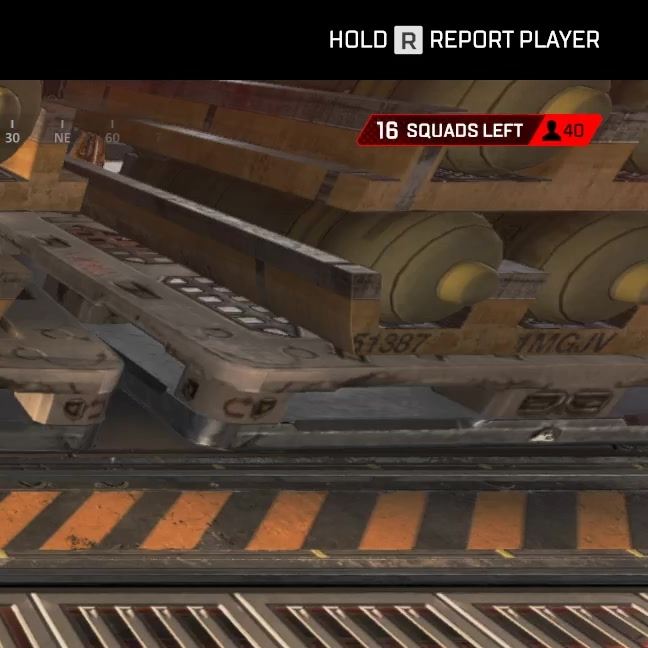 HOLD R REPORT PLAYER
16 SQUADS LEFT 40
30 NE 60
51387 1MGJV